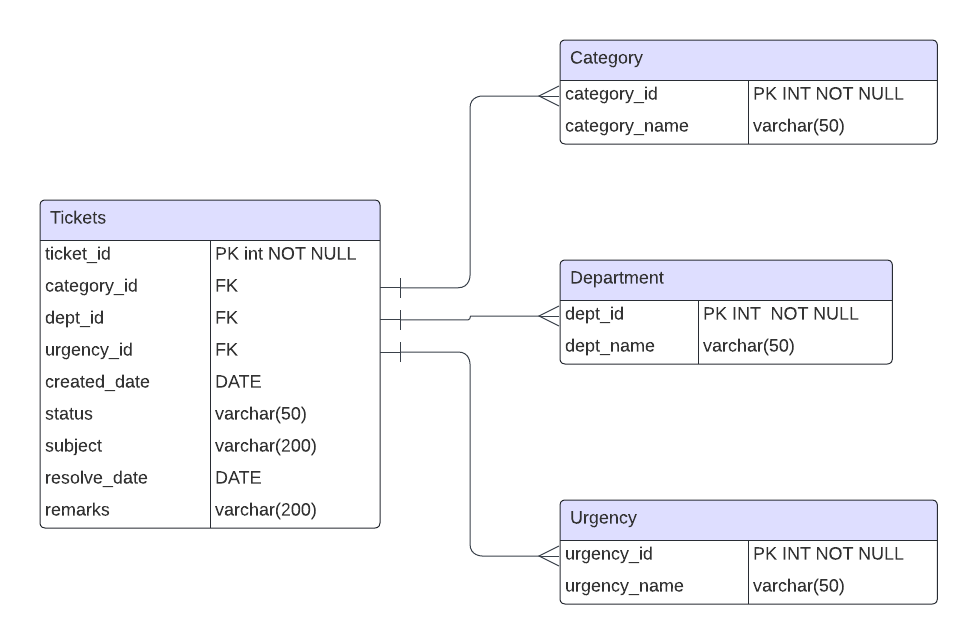 Category
category_id PK INT NOT NULL
category_name varchar(50)
Tickets
ticket_id PK int NOT NULL
category_id FK
dept_id FK
urgency_id FK
created_date DATE
status varchar(50)
subject varchar(200)
resolve_date DATE
remarks varchar(200)
Department
dept_id PK INT  NOT NULL
dept_name varchar(50)
Urgency
urgency_id PK INT NOT NULL
urgency_name varchar(50)